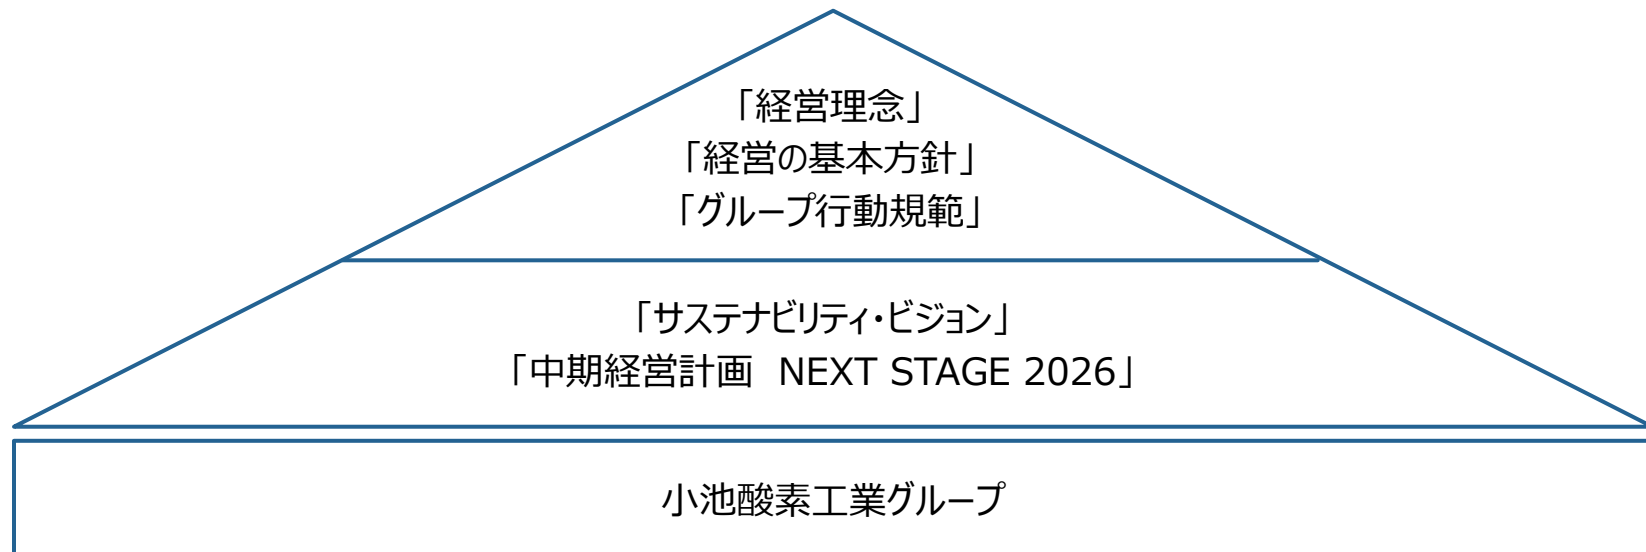 「経営理念」
「経営の基本方針」
「グループ行動規範」
「サステナビリティ・ビジョン」
「中期経営計画　NEXT STAGE 2026」
小池酸素工業グループ